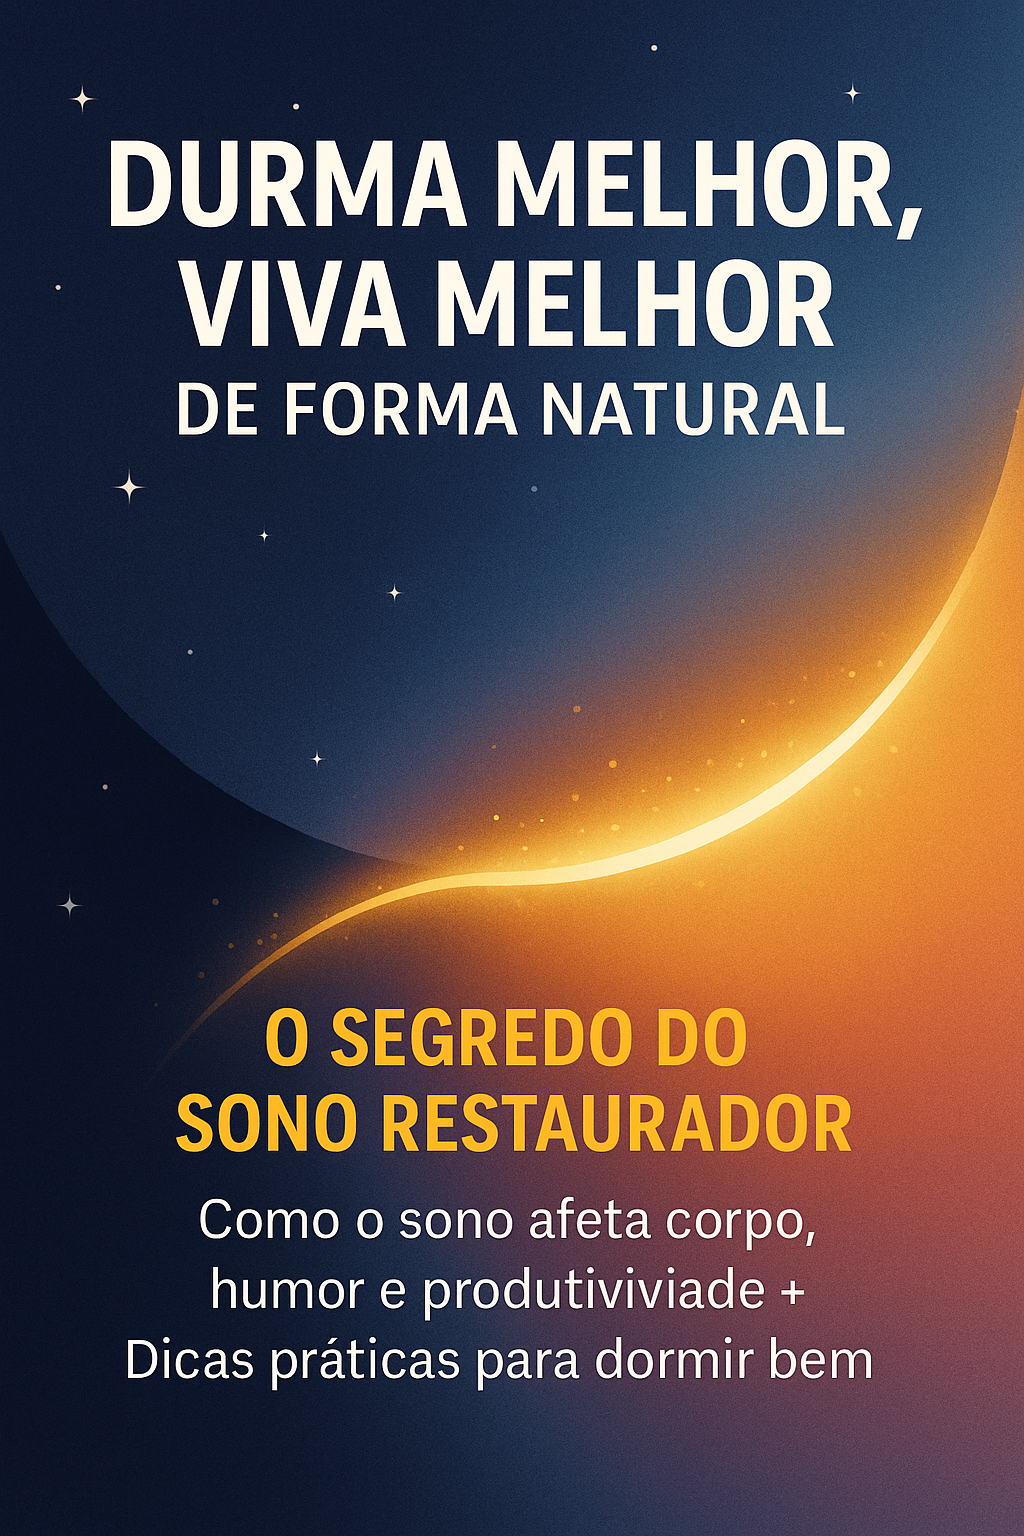 DURMA MELHOR,
VIVA MELHOR
DE FORMA NATURAL
O SEGREDO DO
SONO RESTAURADOR
Como o sono afeta corpo,
humor e produtiviviade +
Dicas práticas para dormir bem